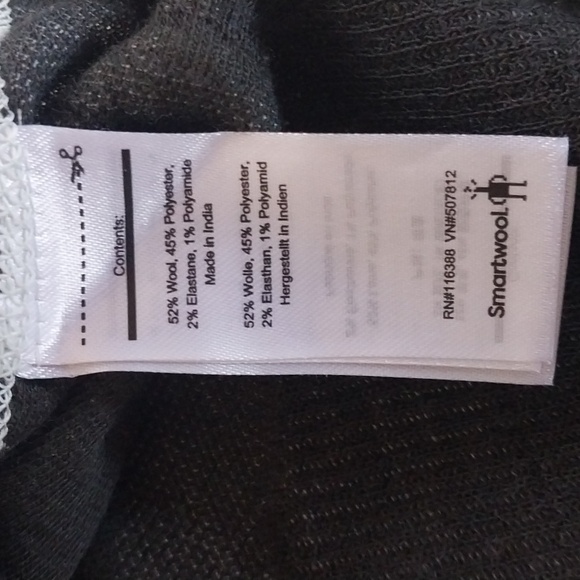 Contents:
52% Wool, 45% Polyester,
2% Elastane, 1% Polyamide
Made in India
52% Wolle, 45% Polyester,
2% Elasthan, 1% Polyamid
Hergestellt in Indien
RN#116388 VN#507812
Smartwool.